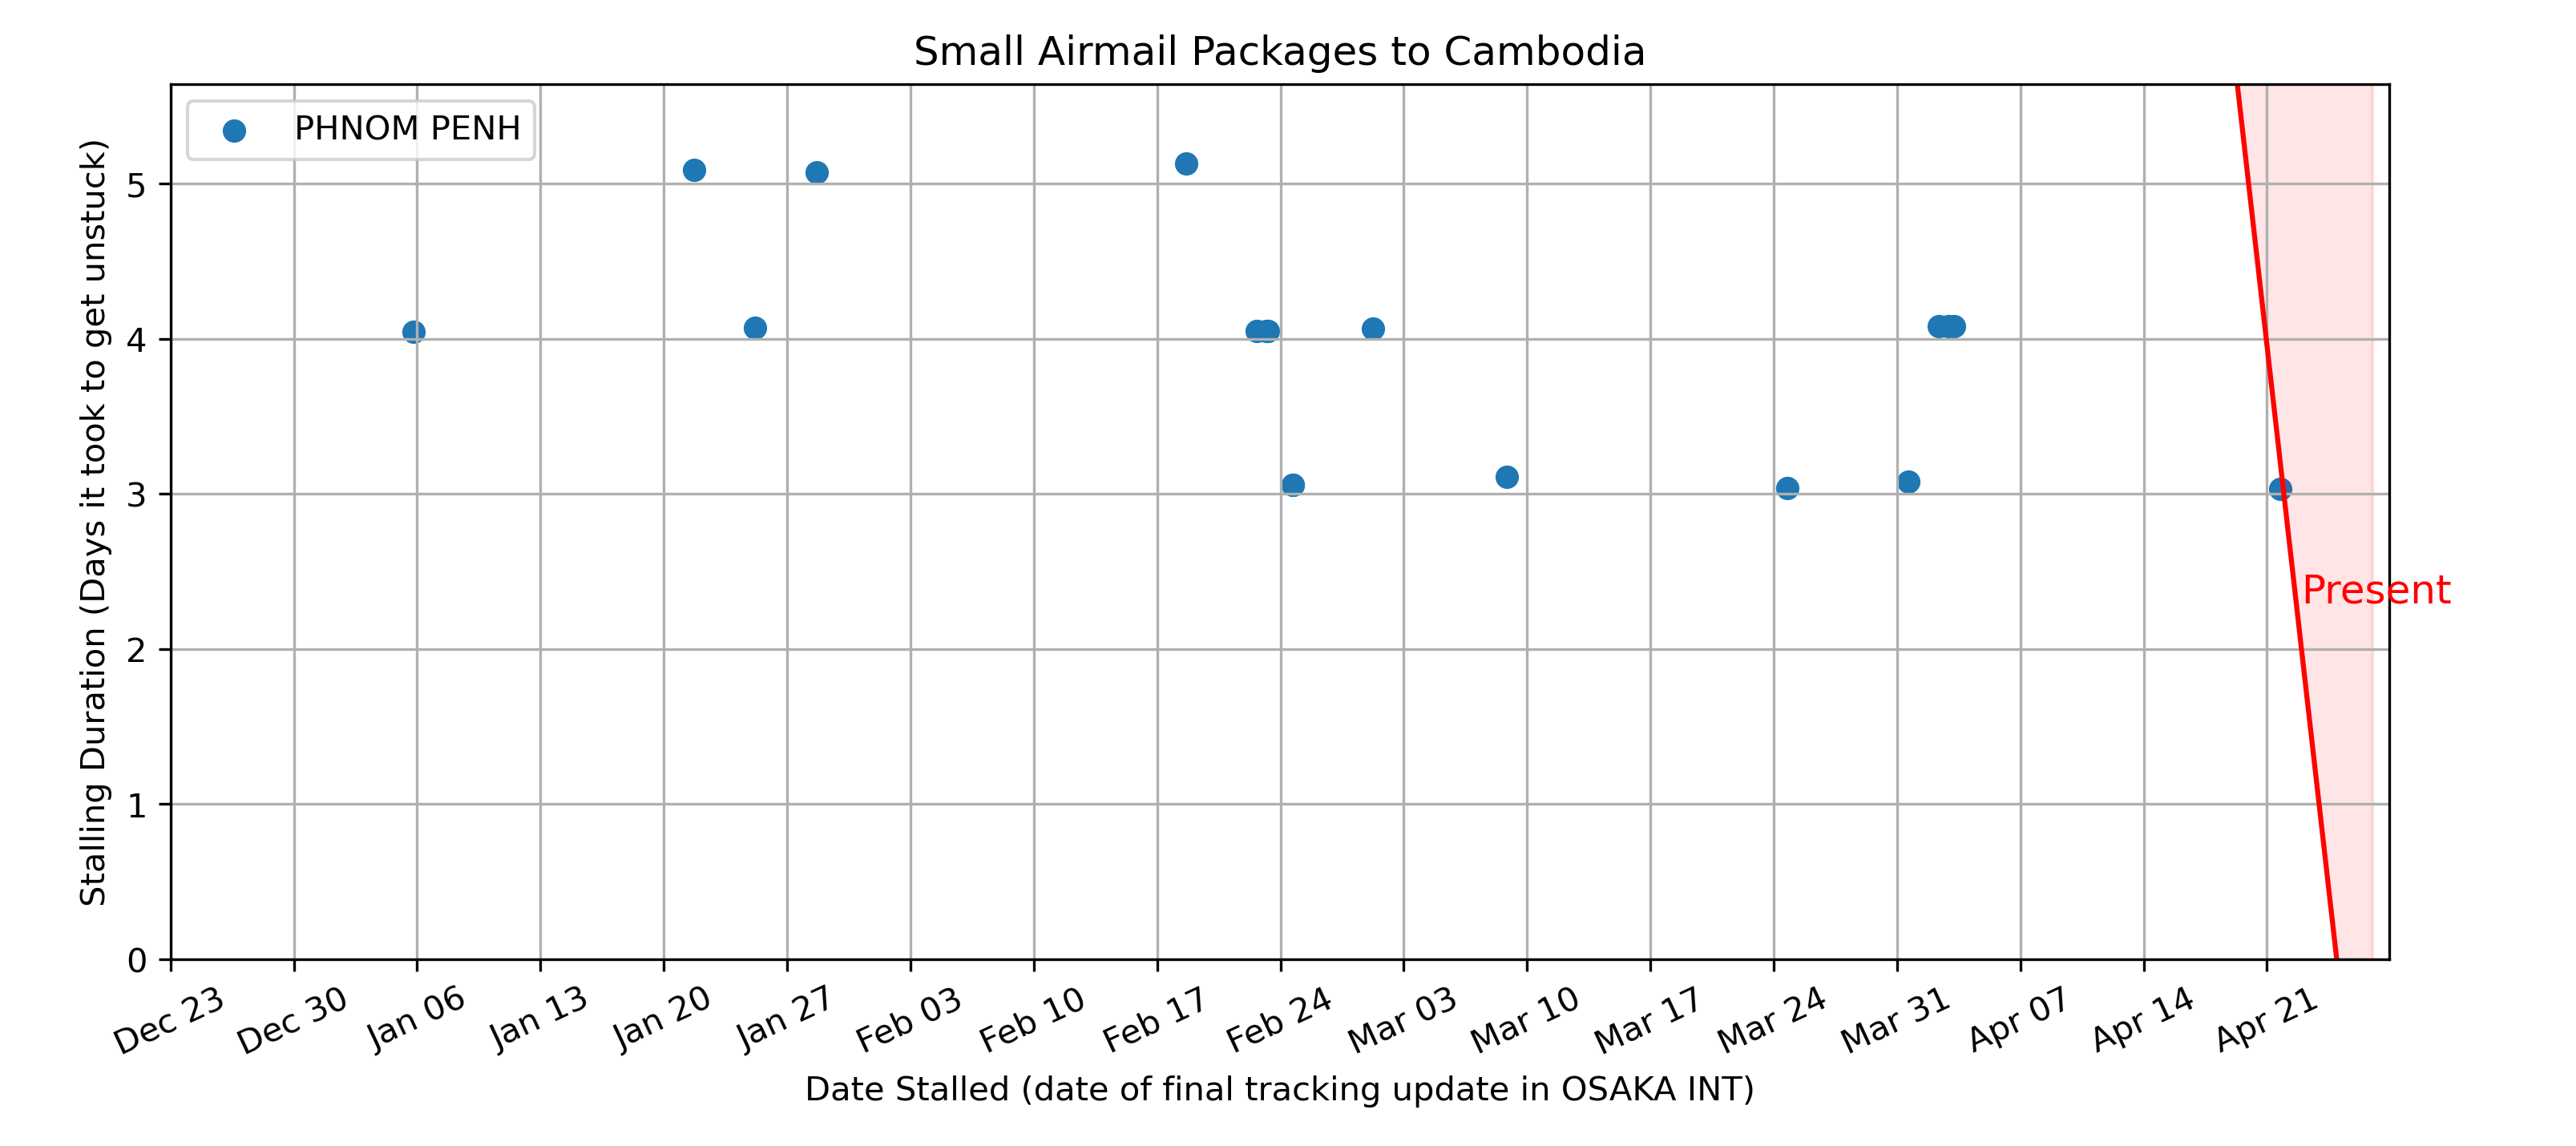 Small Airmail Packages to Cambodia
PHNOM PENH
Stalling Duration (Days it took to get unstuck)
5
4
3
2
1
0
Present
Dec 23
Dec 30
Jan 06
Jan 13
Jan 20
Jan 27
Feb 03
Feb 10
Feb 17
Feb 24
Mar 03
Mar 10
Mar 17
Mar 24
Mar 31
Apr 07
Apr 14
Apr 21
Date Stalled (date of final tracking update in OSAKA INT)